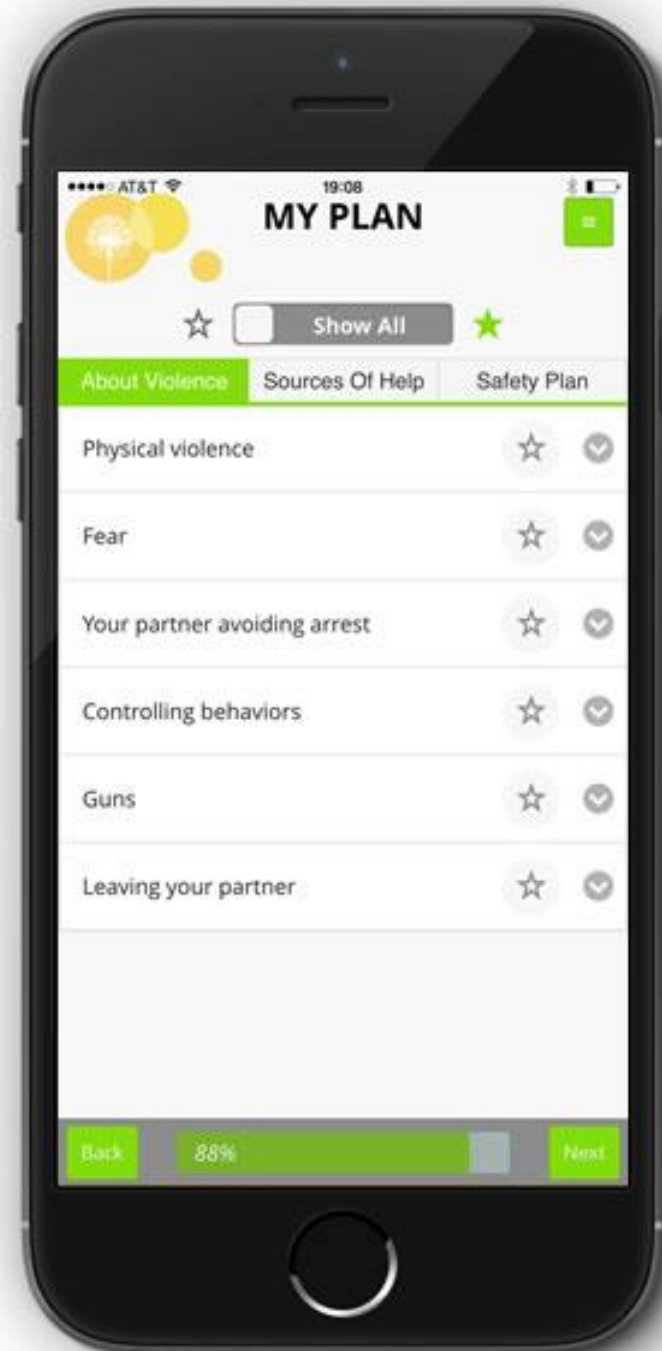 AT&T 19:08
MY PLAN
Show All
About Violence Sources Of Help Safety Plan
Physical violence
Fear
Your partner avoiding arrest
Controlling behaviors
Guns
Leaving your partner
Back 88% Next